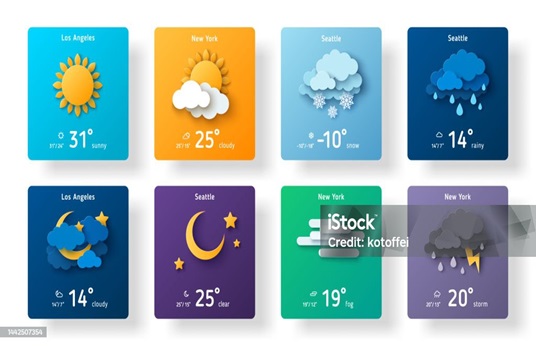 Los Angeles
31°
sunny
New York
25°
cloudy
Seattle
-10°
snow
Seattle
14°
rainy
Los Angeles
14°
cloudy
Seattle
25°
clear
New York
19°
fog
New York
20°
storm
iStock
Credit: kotoffei
1442507354